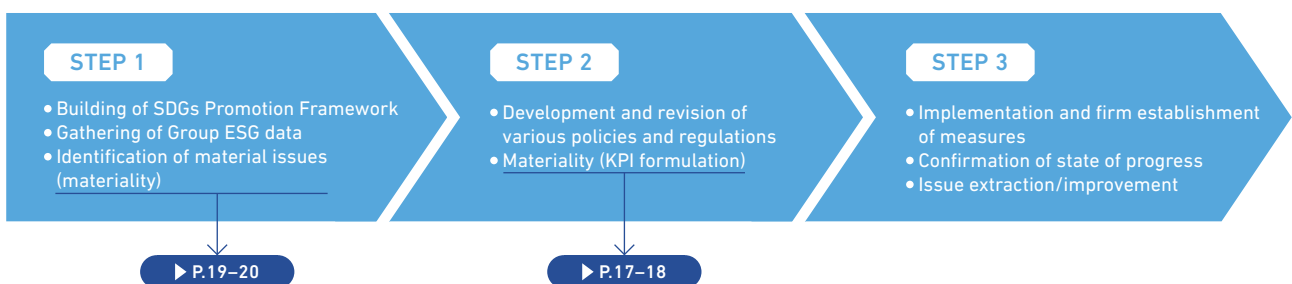 STEP 1
• Building of SDGs Promotion Framework
• Gathering of Group ESG data
• Identification of material issues
(materiality)
▶ P.19–20
STEP 2
• Development and revision of
various policies and regulations
• Materiality (KPI formulation)
▶ P.17–18
STEP 3
• Implementation and firm establishment
of measures
• Confirmation of state of progress
• Issue extraction/improvement